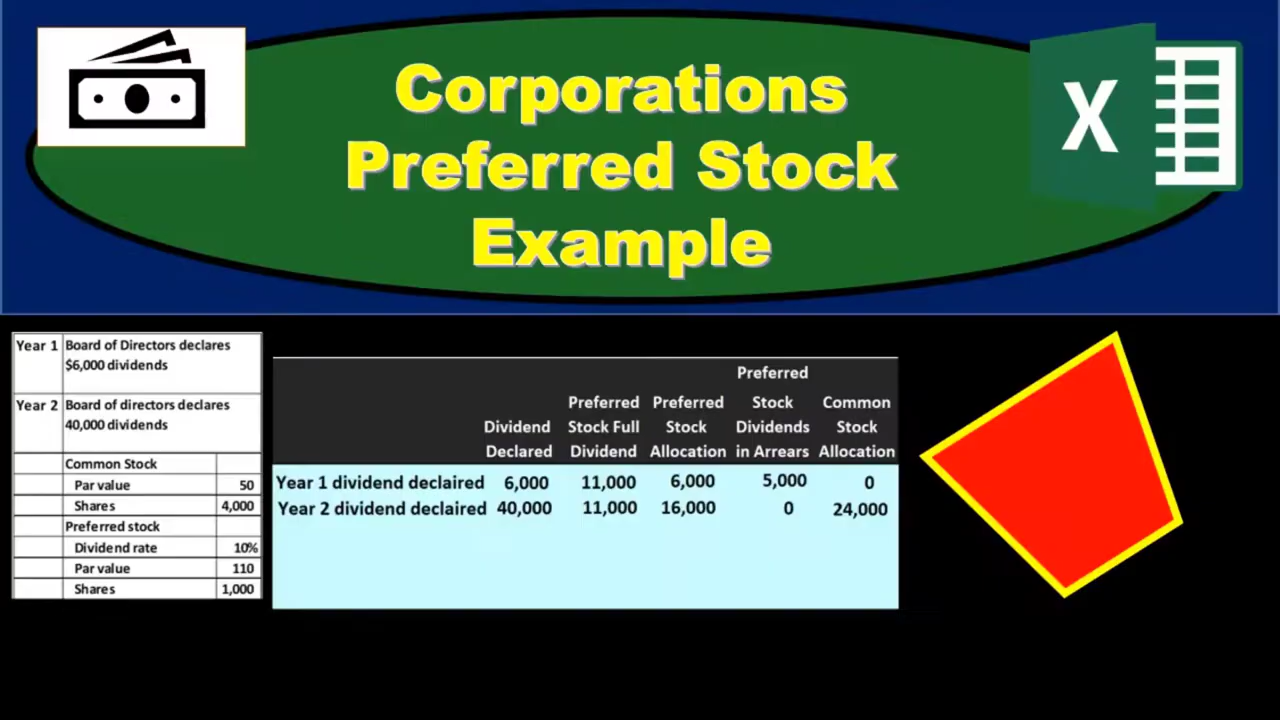 Corporations
Preferred Stock
Example
X
Year 1 Board of Directors declares
$6,000 dividends
Year 2 Board of directors declares
40,000 dividends
Common Stock
Par value 50
Shares 4,000
Preferred stock
Dividend rate 10%
Par value 110
Shares 1,000
Preferred
Preferred Preferred Stock Common
Dividend Stock Full Stock Dividends Stock
Declared Dividend Allocation in Arrears Allocation
Year 1 dividend declaired 6,000 11,000 6,000 5,000 0
Year 2 dividend declaired 40,000 11,000 16,000 0 24,000